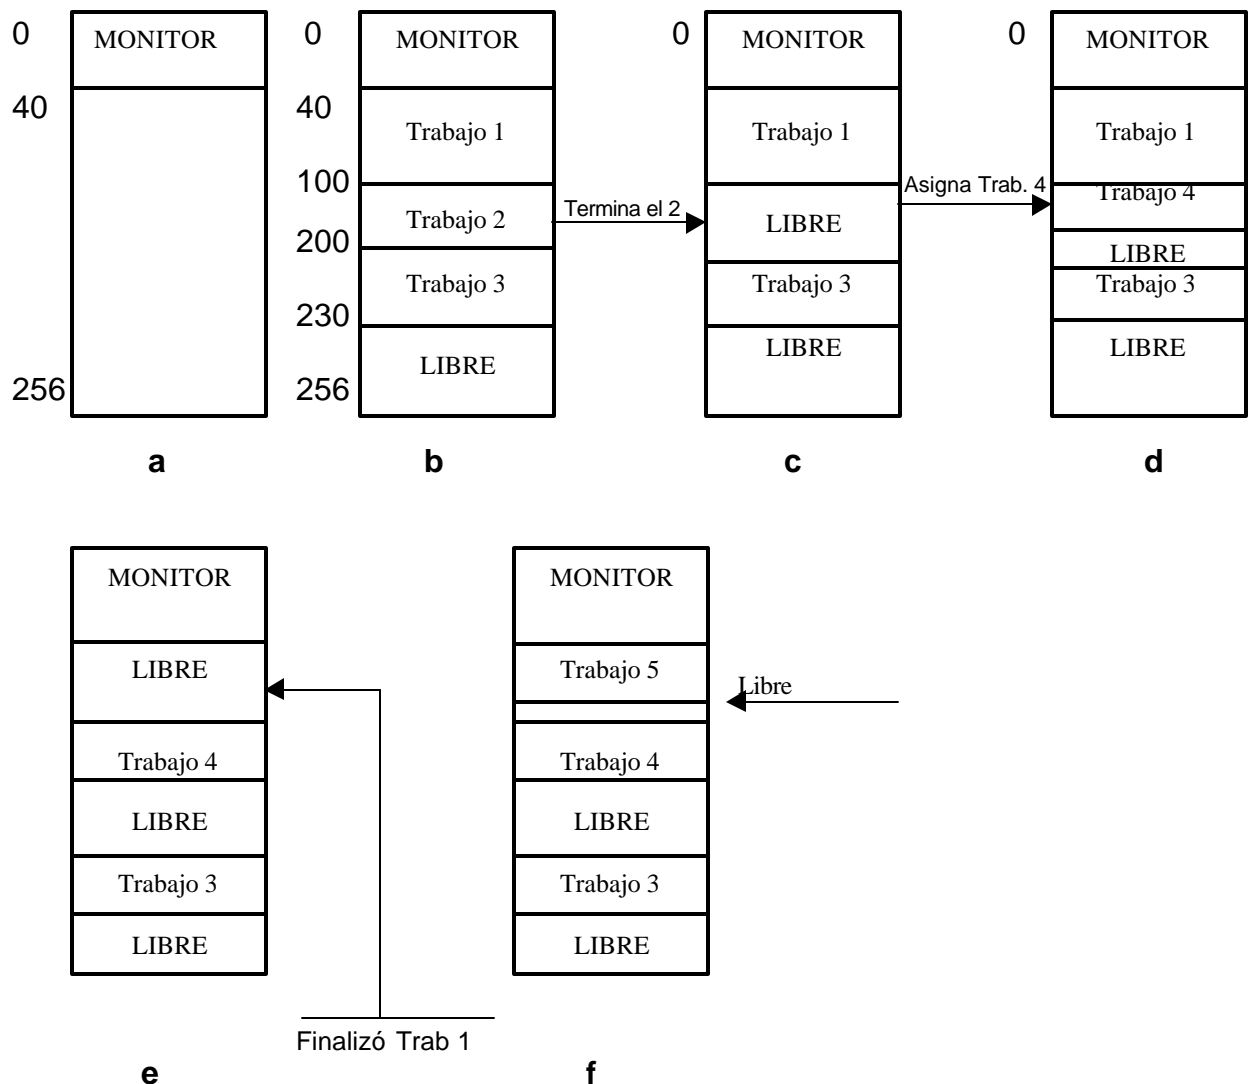 0 MONITOR 0 MONITOR 0 MONITOR 0 MONITOR
40 40
Trabajo 1 Trabajo 1 Trabajo 1
100 Asigna Trab. 4
Trabajo 4
Trabajo 2 Termina el 2 LIBRE
200 LIBRE
Trabajo 3 Trabajo 3 Trabajo 3
230
LIBRE LIBRE
LIBRE
256 256
a b c d
MONITOR MONITOR
LIBRE Trabajo 5
Libre
Trabajo 4 Trabajo 4
LIBRE LIBRE
Trabajo 3 Trabajo 3
LIBRE LIBRE
Finalizó Trab 1
e f